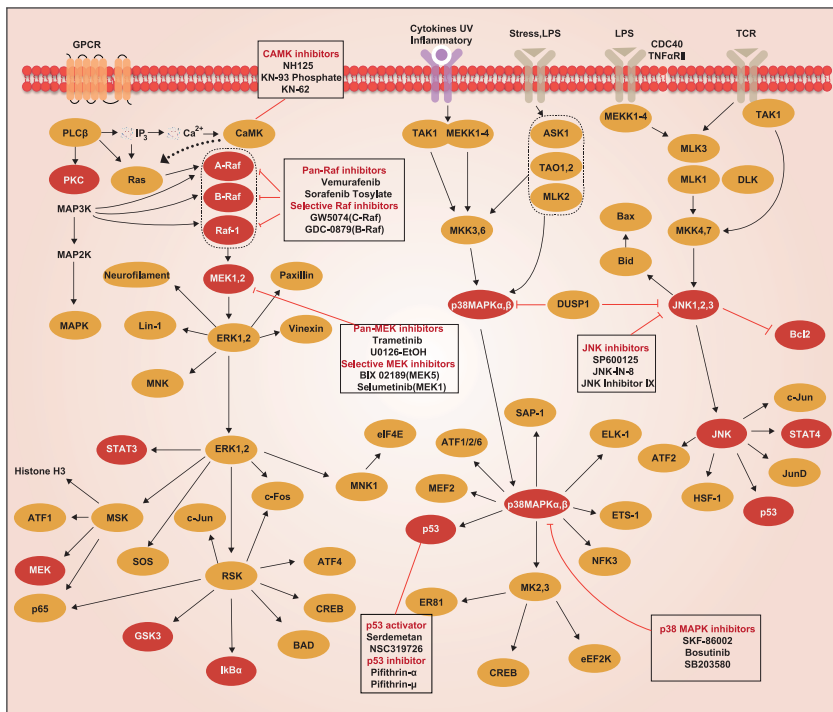 GPCR
CAMK inhibitors
NH125
KN-93 Phosphate
KN-62
Cytokines UV
Inflammatory
Stress,LPS
LPS
CDC40
TNFαRⅡ
TCR
PLCβ
IP3
Ca2+
CaMK
TAK1
MEKK1-4
ASK1
MEKK1-4
TAK1
PKC
Ras
A-Raf
B-Raf
Raf-1
Pan-Raf inhibitors
Vemurafenib
Sorafenib Tosylate
Selective Raf inhibitors
GW5074(C-Raf)
GDC-0879(B-Raf)
TAO1,2
MLK2
MLK3
MLK1
DLK
MAP3K
MAP2K
MAPK
MKK3,6
Bax
Bid
MKK4,7
Neurofilament
MEK1,2
Paxillin
p38MAPKα,β
DUSP1
JNK1,2,3
Bcl2
Lin-1
ERK1,2
Vinexin
MNK
Pan-MEK inhibitors
Trametinib
U0126-EtOH
Selective MEK inhibitors
BIX 02189(MEK5)
Selumetinib(MEK1)
JNK inhibitors
SP600125
JNK-IN-8
JNK Inhibitor IX
STAT3
ERK1,2
eIF4E
SAP-1
c-Jun
Histone H3
c-Fos
MNK1
ATF1/2/6
ELK-1
ATF2
JNK
STAT4
ATF1
MSK
c-Jun
MEF2
p38MAPKα,β
ETS-1
HSF-1
JunD
p53
MEK
SOS
RSK
ATF4
p53
NFK3
p65
CREB
ER81
MK2,3
GSK3
IkBα
BAD
p53 activator
Serdemetan
NSC319726
p53 inhibitor
Pifithrin-α
Pifithrin-μ
CREB
eEF2K
p38 MAPK inhibitors
SKF-86002
Bosutinib
SB203580